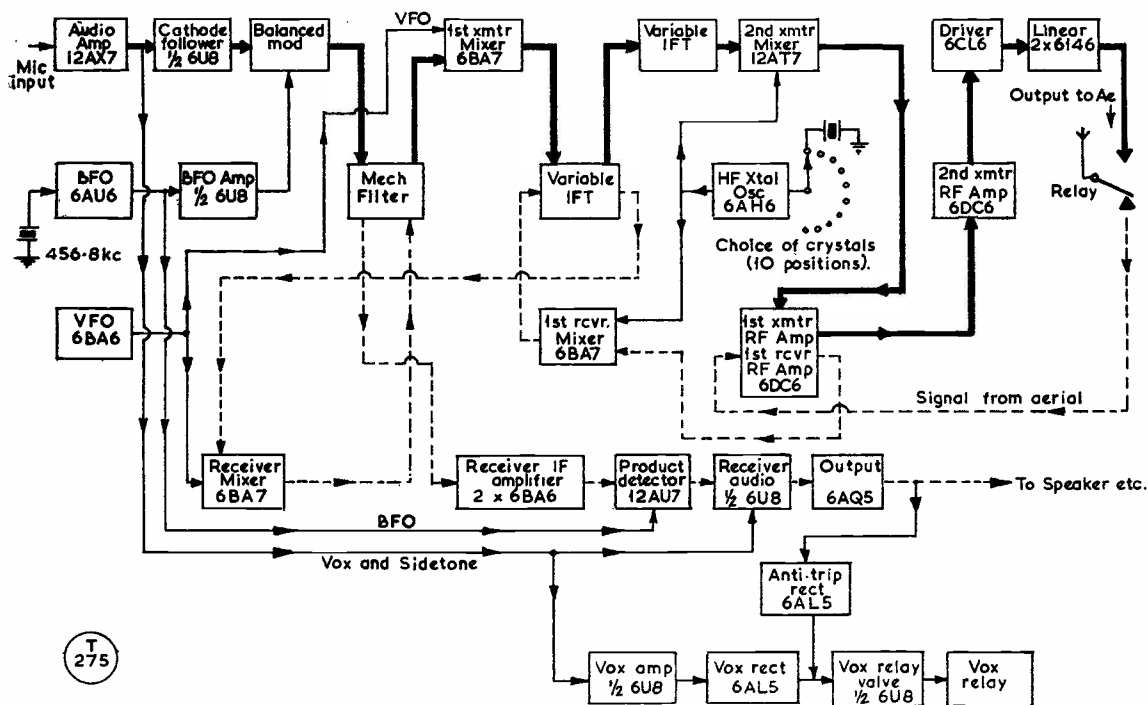 Audio
Amp
12AX7
Mic
input
Cathode
follower
½ 6U8
Balanced
mod
VFO
1st xmtr
Mixer
6BA7
Variable
IFT
2nd xmtr
Mixer
12AT7
Driver
6CL6
Linear
2x6146
Output to Ae
Relay
BFO
6AU6
456·8kc
BFO Amp
½ 6U8
Mech
Filter
Variable
IFT
HF Xtal
Osc
6AH6
Choice of crystals
(10 positions).
2nd xmtr
RF Amp
6DC6
VFO
6BA6
1st rcvr.
Mixer
6BA7
1st xmtr
RF Amp
1st rcvr
RF Amp
6DC6
Signal from aerial
Receiver
Mixer
6BA7
Receiver IF
amplifier
2 x 6BA6
Product
detector
12AU7
Receiver
audio
½ 6U8
Output
6AQ5
To Speaker etc.
BFO
Vox and Sidetone
Anti-trip
rect
6AL5
T
275
Vox amp
½ 6U8
Vox rect
6AL5
Vox relay
valve
½ 6U8
Vox
relay